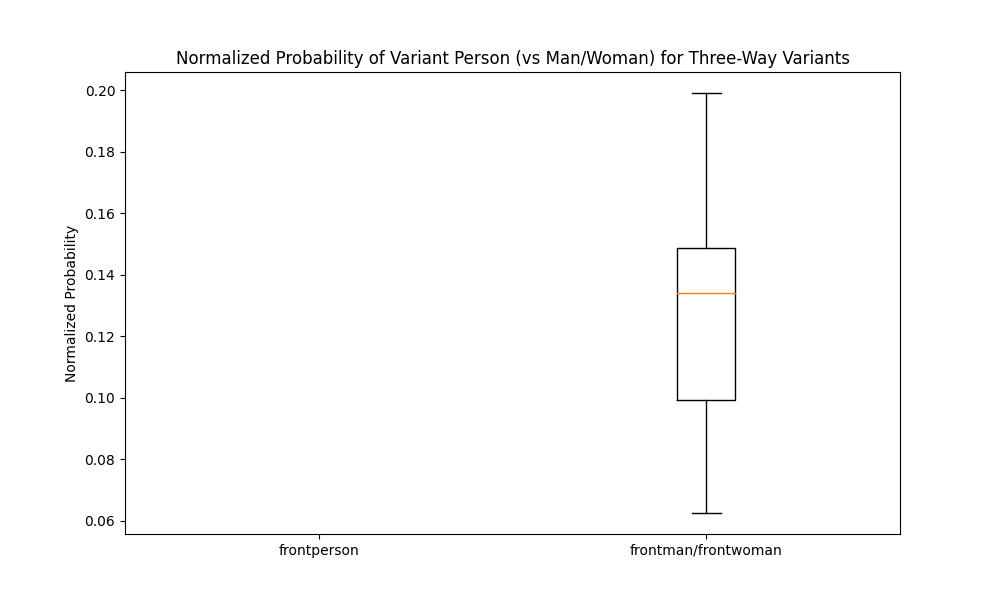 Normalized Probability of Variant Person (vs Man/Woman) for Three-Way Variants
Normalized Probability
0.20
0.18
0.16
0.14
0.12
0.10
0.08
0.06
frontperson
frontman/frontwoman